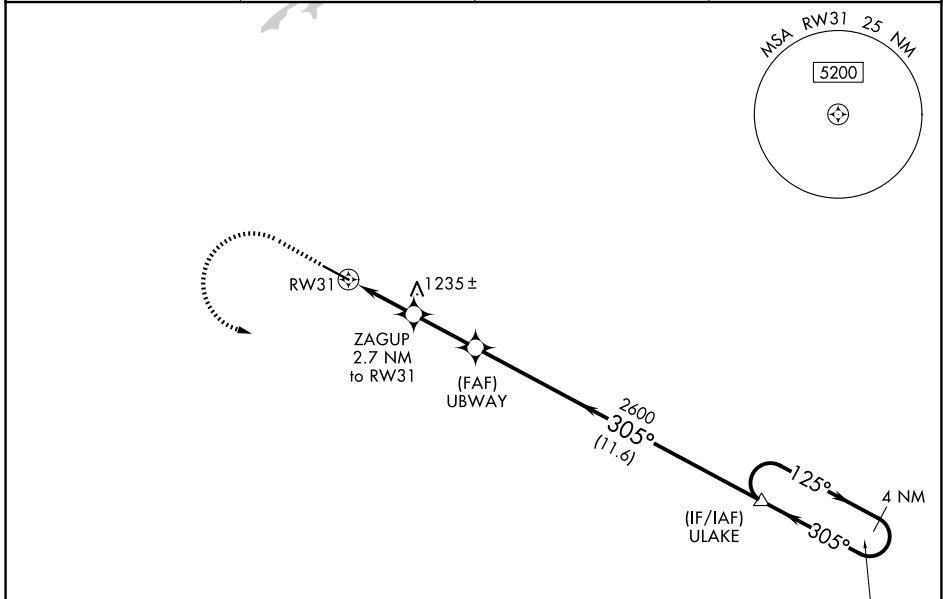 MSA RW31 25 NM
5200
1235±
RW31
ZAGUP
2.7 NM
to RW31
(FAF)
UBWAY
2600
305°
(11.6)
125°
4 NM
(IF/IAF)
ULAKE
305°